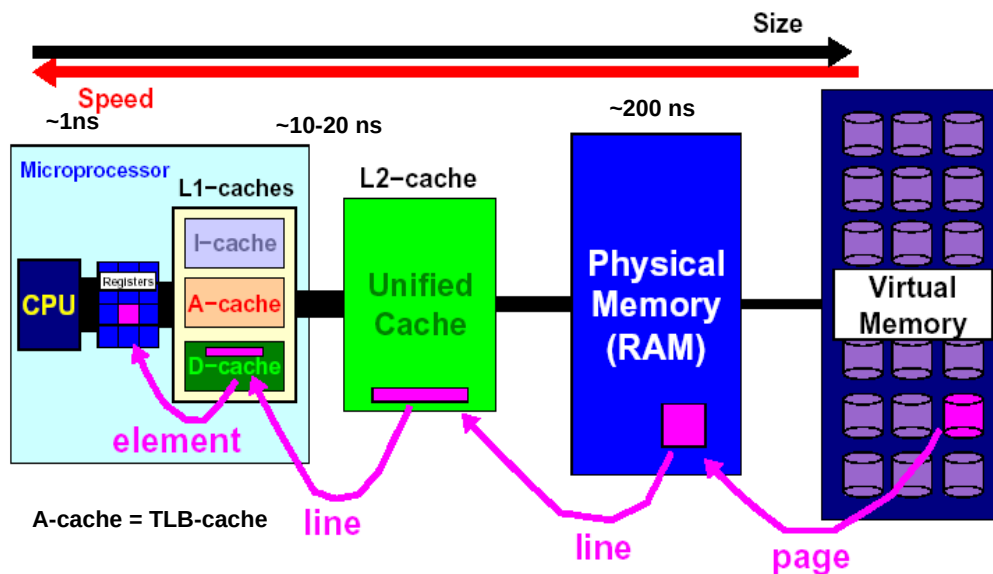 Size
Speed
~1ns
~10-20 ns
~200 ns
Microprocessor
L1-caches
L2-cache
I-cache
CPU
Registers
A-cache
D-cache
Unified
Cache
Physical
Memory
(RAM)
Virtual
Memory
element
line
line
page
A-cache = TLB-cache